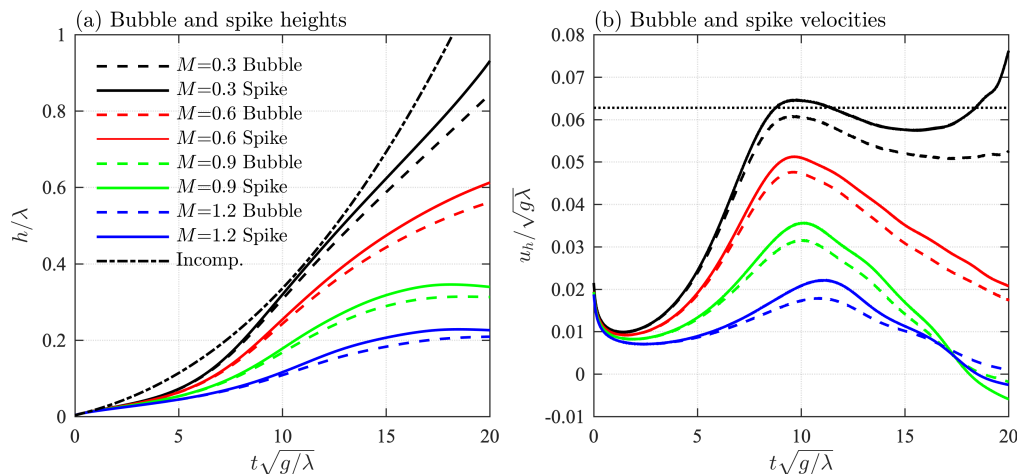 (a) Bubble and spike heights
1
0.8
0.6
0.4
0.2
0
h/λ
M=0.3 Bubble
M=0.3 Spike
M=0.6 Bubble
M=0.6 Spike
M=0.9 Bubble
M=0.9 Spike
M=1.2 Bubble
M=1.2 Spike
Incomp.
0 5 10 15 20
t√g/λ
(b) Bubble and spike velocities
0.08
0.07
0.06
0.05
0.04
0.03
0.02
0.01
0
-0.01
u_h/√gλ
0 5 10 15 20
t√g/λ